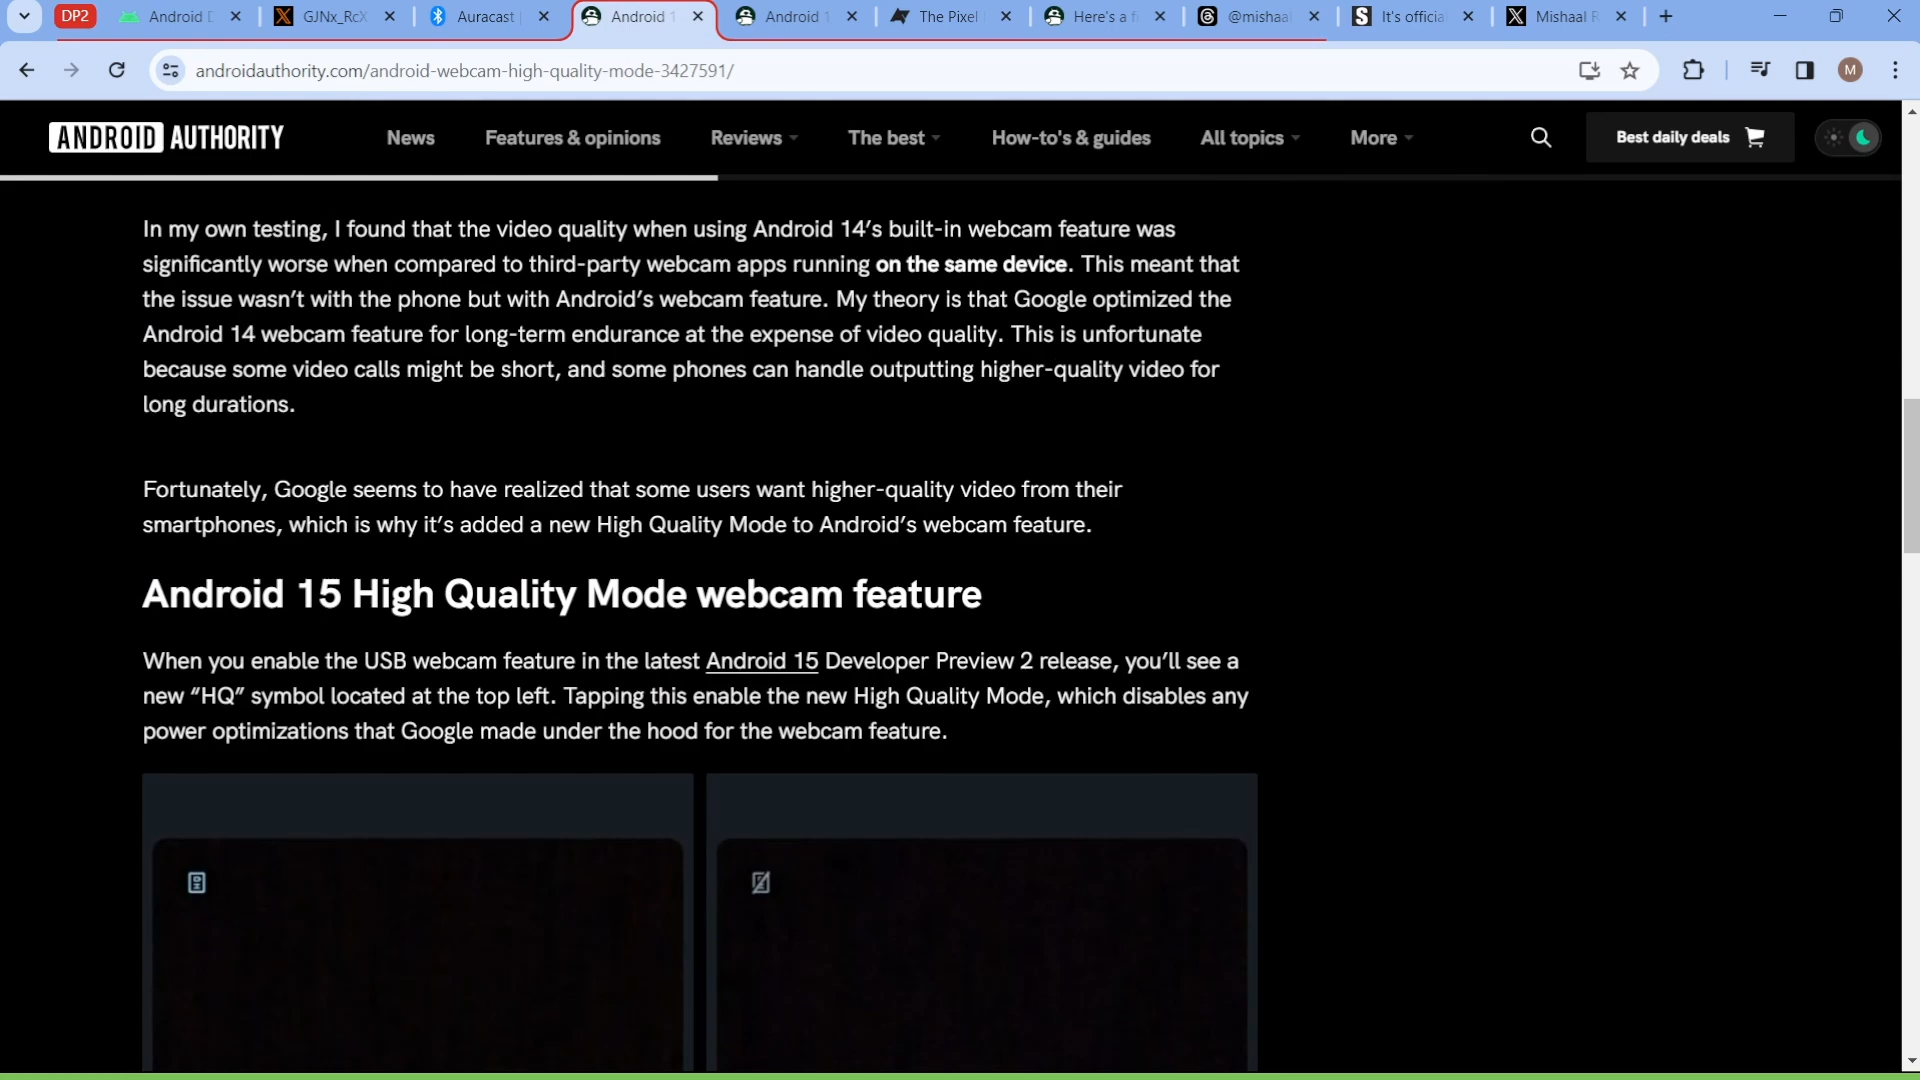 DP2
Android
GJNx_RcX
Auracast
Android 1
Android 1
The Pixel
Here's a f
@mishaal
It's officia
Mishaal R
androidauthority.com/android-webcam-high-quality-mode-3427591/
M
ANDROID AUTHORITY
News
Features & opinions
Reviews
The best
How-to's & guides
All topics
More
Best daily deals
In my own testing, I found that the video quality when using Android 14’s built-in webcam feature was
significantly worse when compared to third-party webcam apps running on the same device. This meant that
the issue wasn’t with the phone but with Android’s webcam feature. My theory is that Google optimized the
Android 14 webcam feature for long-term endurance at the expense of video quality. This is unfortunate
because some video calls might be short, and some phones can handle outputting higher-quality video for
long durations.
Fortunately, Google seems to have realized that some users want higher-quality video from their
smartphones, which is why it’s added a new High Quality Mode to Android’s webcam feature.
Android 15 High Quality Mode webcam feature
When you enable the USB webcam feature in the latest Android 15 Developer Preview 2 release, you’ll see a
new “HQ” symbol located at the top left. Tapping this enable the new High Quality Mode, which disables any
power optimizations that Google made under the hood for the webcam feature.